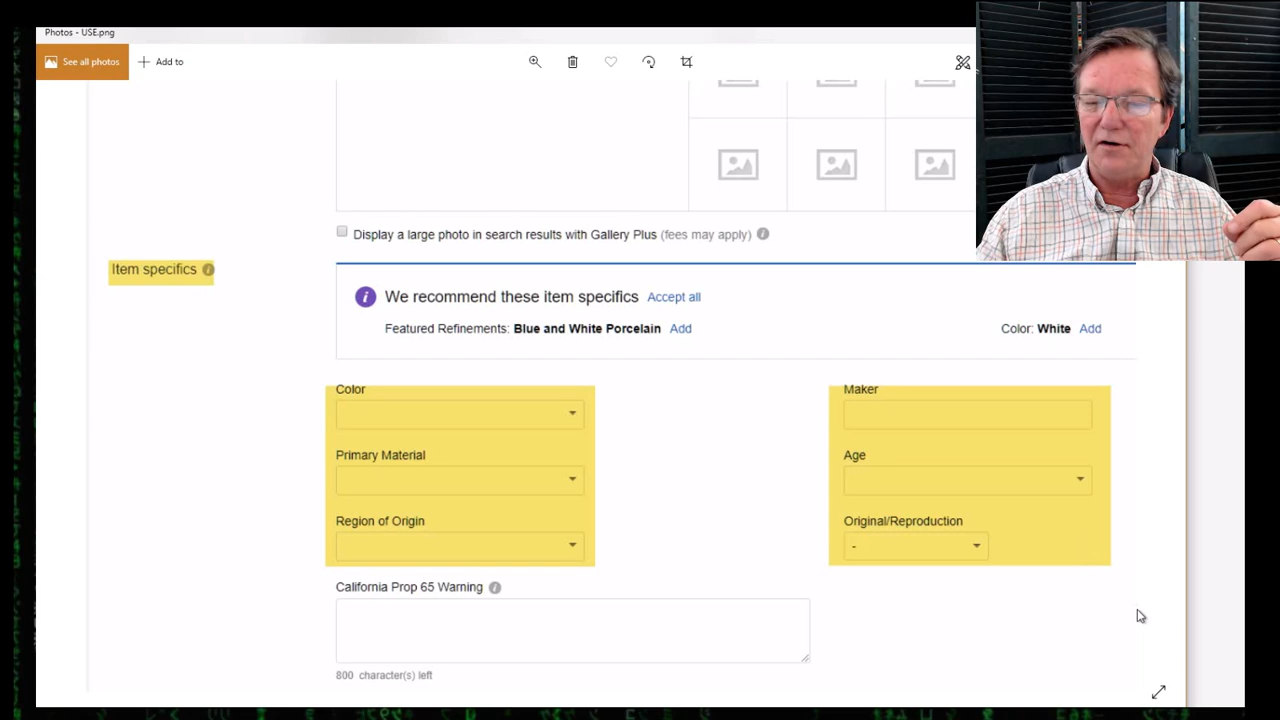 Photos - USE.png
See all photos
Add to
Display a large photo in search results with Gallery Plus (fees may apply)
Item specifics
We recommend these item specifics Accept all
Featured Refinements: Blue and White Porcelain Add
Color: White Add
Color
Maker
Primary Material
Age
Region of Origin
Original/Reproduction
-
California Prop 65 Warning
800 character(s) left